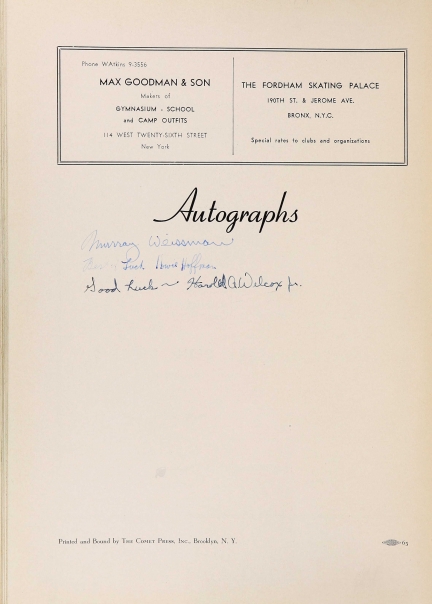 Phone WAtkins 9-3556
MAX GOODMAN & SON
Makers of
GYMNASIUM - SCHOOL
and CAMP OUTFITS
114 WEST TWENTY-SIXTH STREET
New York
THE FORDHAM SKATING PALACE
190TH ST. & JEROME AVE.
BRONX, N.Y.C.
Special rates to clubs and organizations
Autographs
Murray Weissman
Luck Hoffman
Good Luck ~ Harold B. Wilcox Jr.
Printed and Bound by THE COMET PRESS, INC., Brooklyn, N. Y.
63